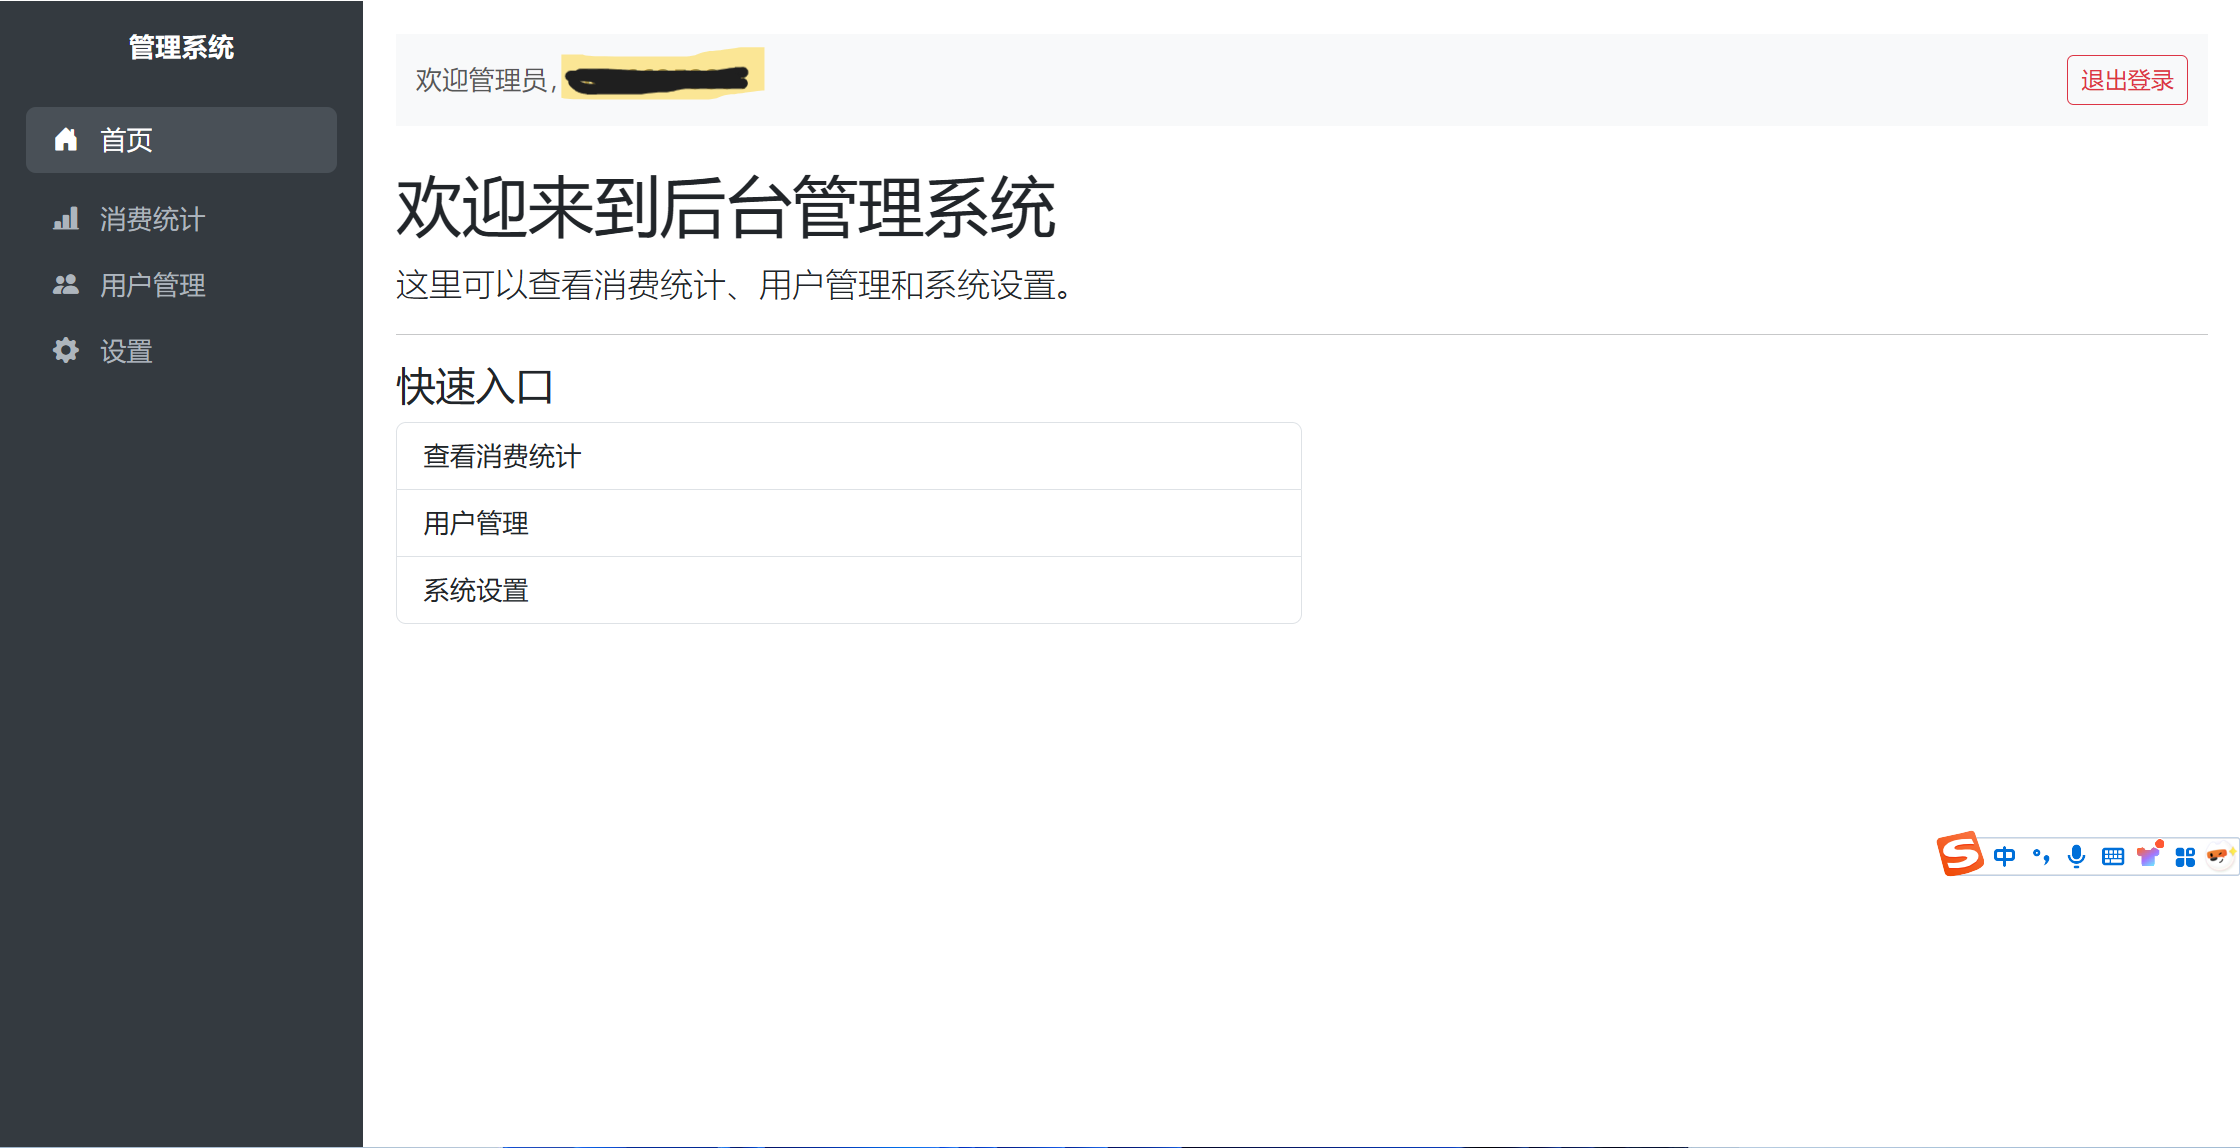 管理系统
首页
消费统计
用户管理
设置
欢迎管理员,
退出登录
欢迎来到后台管理系统
这里可以查看消费统计、用户管理和系统设置。
快速入口
查看消费统计
用户管理
系统设置
S 中 °,